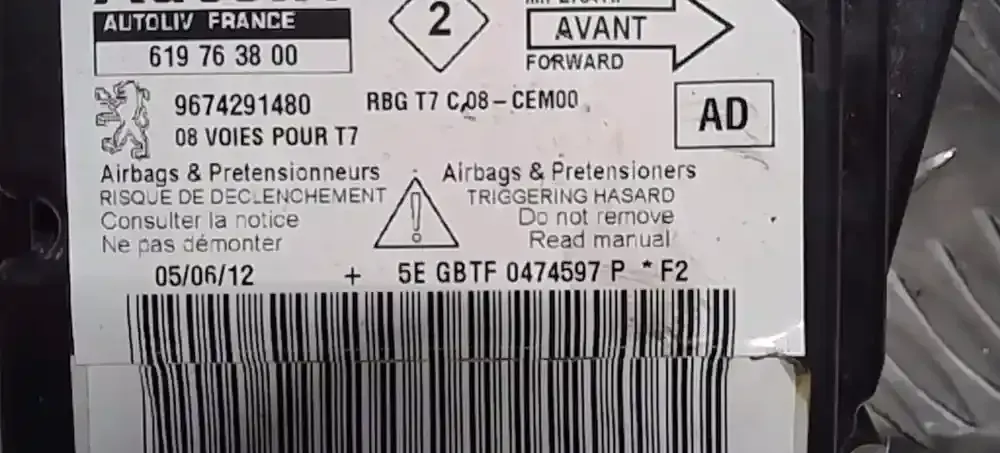 AUTOLIV FRANCE
619 76 38 00
2
AVANT
FORWARD
9674291480
RBG T7 C,08-CEM00
08 VOIES POUR T7
AD
Airbags & Pretensionneurs
RISQUE DE DECLENCHEMENT
Consulter la notice
Ne pas démonter
Airbags & Pretensioners
TRIGGERING HASARD
Do not remove
Read manual
05/06/12 + 5E GBTF 0474597 P * F2